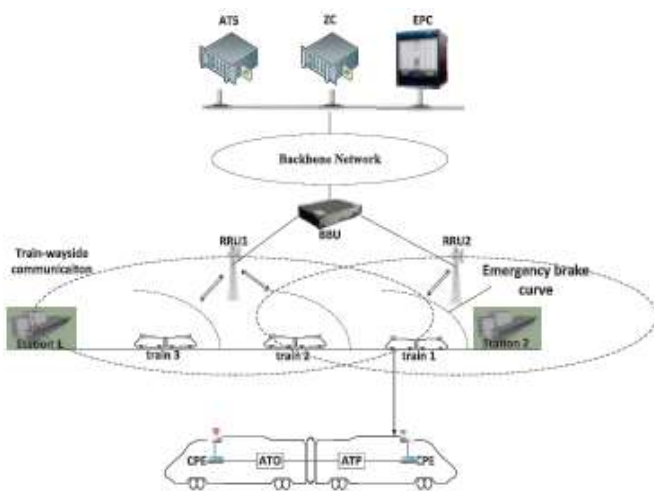 ATS ZC EPC
Backbone Network
BBU
RRU1 RRU2
Train-wayside
communicaiton
Emergency brake
curve
Station 1 Station 2
train 3 train 2 train 1
CPE ATO ATP CPE